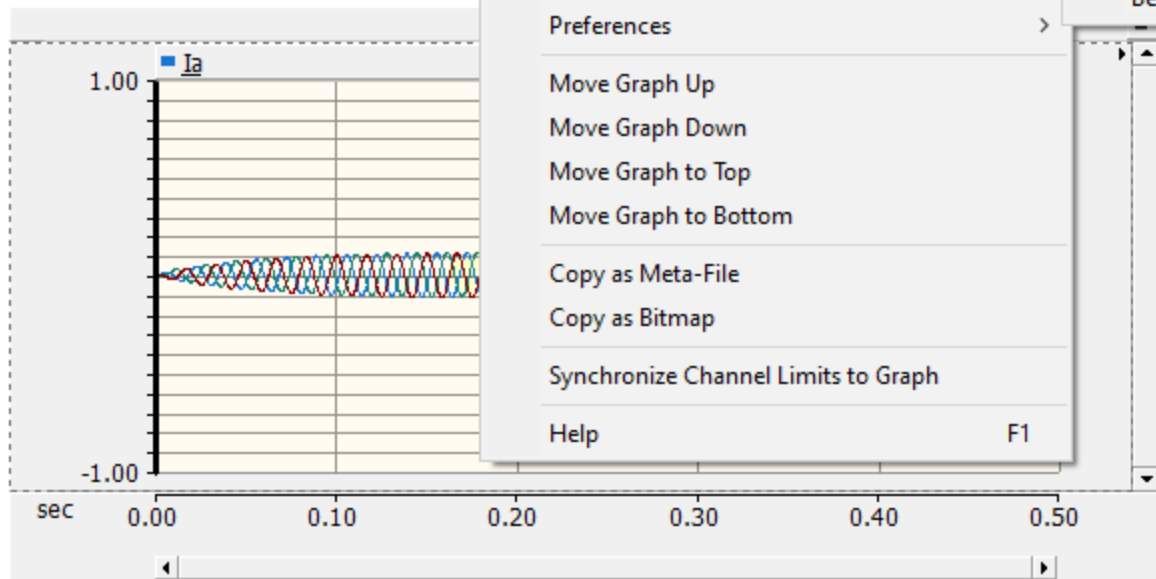 Preferences
Ia
1.00
Move Graph Up
Move Graph Down
Move Graph to Top
Move Graph to Bottom
Copy as Meta-File
Copy as Bitmap
Synchronize Channel Limits to Graph
Help F1
-1.00
sec 0.00 0.10 0.20 0.30 0.40 0.50